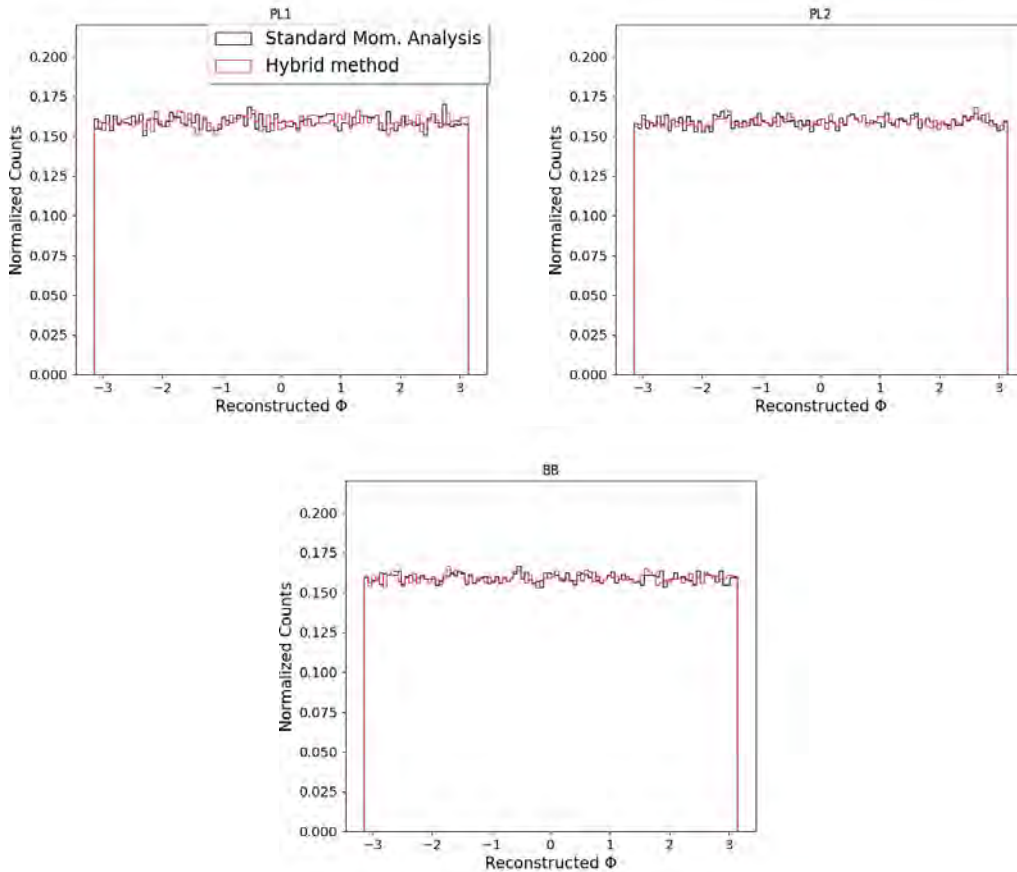 PL1
Standard Mom. Analysis
Hybrid method
0.200
0.175
0.150
0.125
0.100
0.075
0.050
0.025
0.000
Normalized Counts
−3 −2 −1 0 1 2 3
Reconstructed Φ
PL2
0.200
0.175
0.150
0.125
0.100
0.075
0.050
0.025
0.000
Normalized Counts
−3 −2 −1 0 1 2 3
Reconstructed Φ
BB
0.200
0.175
0.150
0.125
0.100
0.075
0.050
0.025
0.000
Normalized Counts
−3 −2 −1 0 1 2 3
Reconstructed Φ